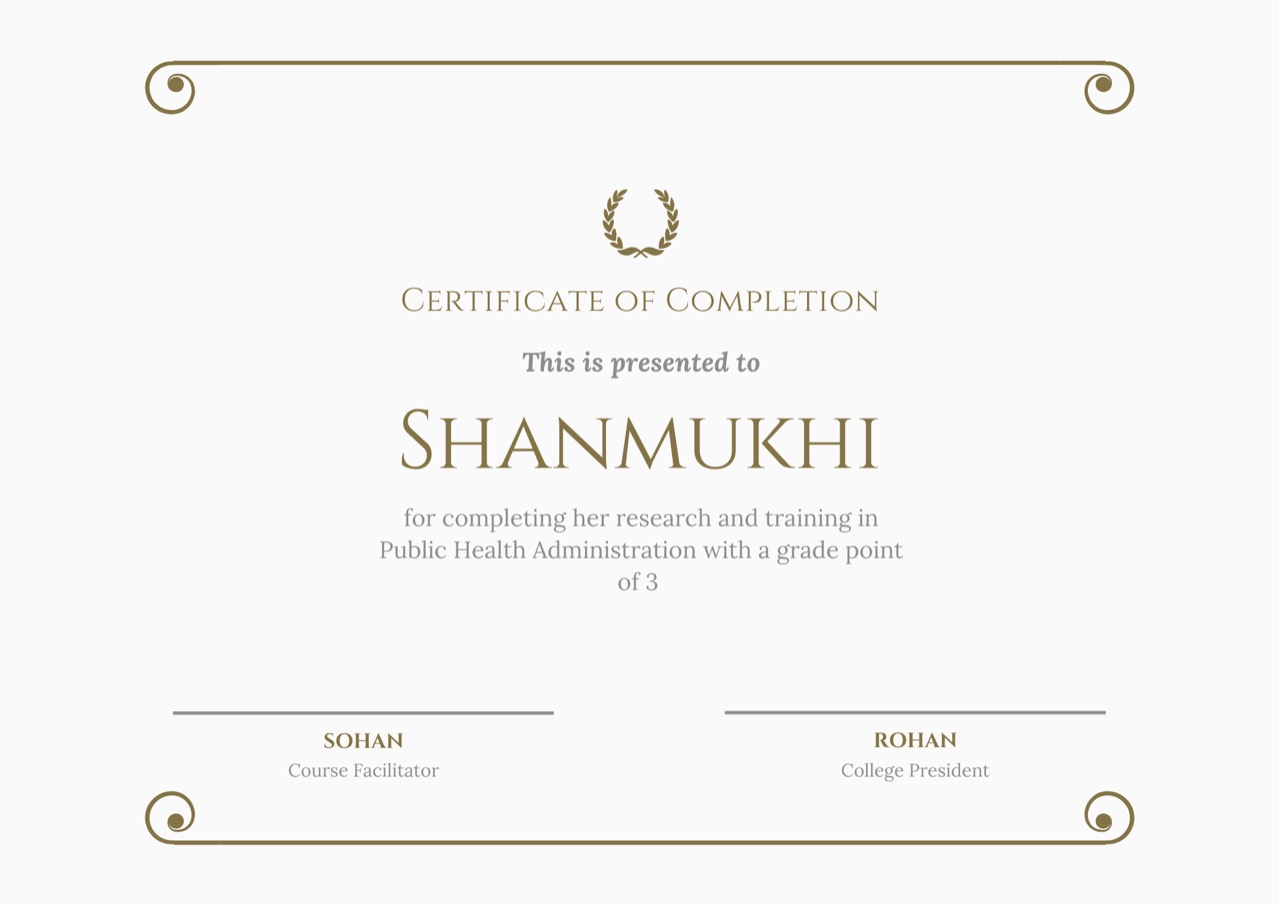 Certificate of Completion
This is presented to
Shanmukhi
for completing her research and training in
Public Health Administration with a grade point
of 3
SOHAN
Course Facilitator
ROHAN
College President